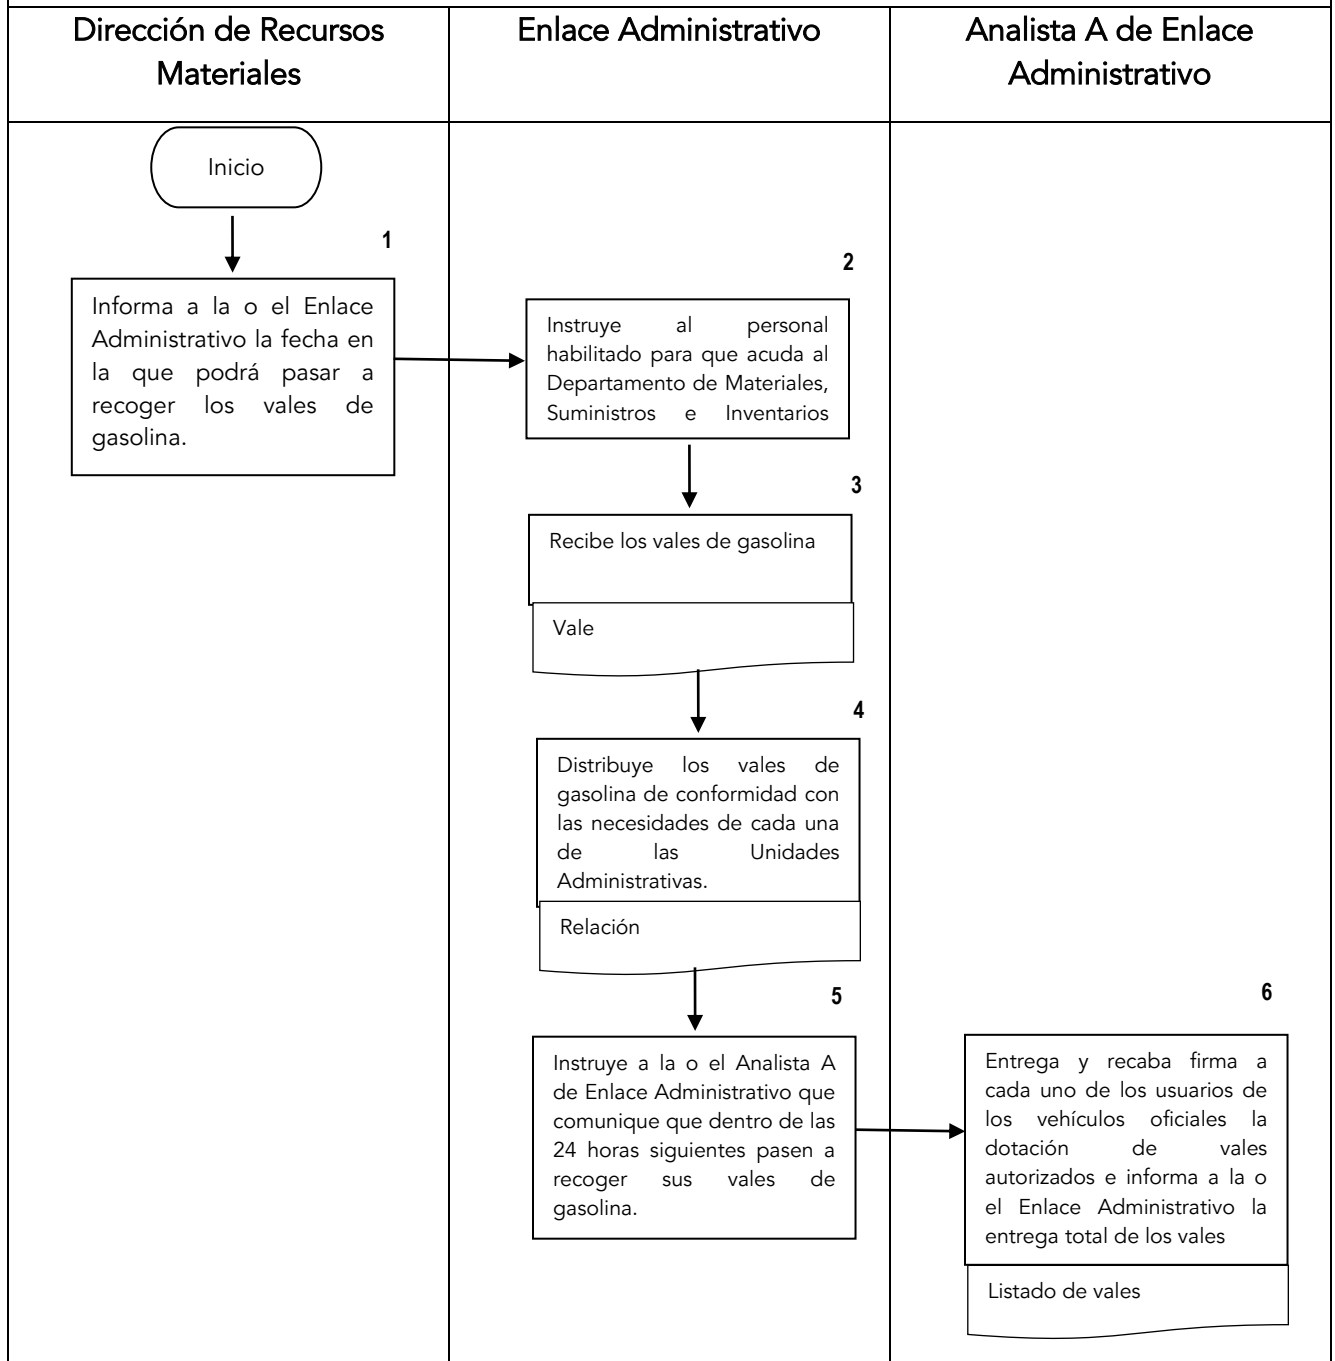 Dirección de Recursos
Materiales
Enlace Administrativo
Analista A de Enlace
Administrativo
Inicio
1
Informa a la o el Enlace
Administrativo la fecha en
la que podrá pasar a
recoger los vales de
gasolina.
2
Instruye al personal
habilitado para que acuda al
Departamento de Materiales,
Suministros e Inventarios
3
Recibe los vales de gasolina
Vale
4
Distribuye los vales de
gasolina de conformidad con
las necesidades de cada una
de las Unidades
Administrativas.
Relación
5
Instruye a la o el Analista A
de Enlace Administrativo que
comunique que dentro de las
24 horas siguientes pasen a
recoger sus vales de
gasolina.
6
Entrega y recaba firma a
cada uno de los usuarios de
los vehículos oficiales la
dotación de vales
autorizados e informa a la o
el Enlace Administrativo la
entrega total de los vales
Listado de vales